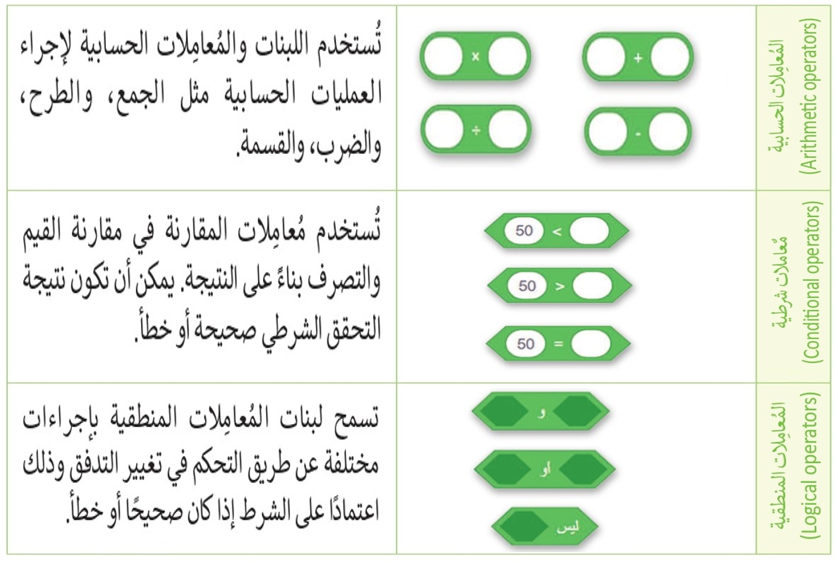 المُعامِلات الحسابية
(Arithmetic operators)
+
×
-
÷
تُستخدم اللبنات والمُعامِلات الحسابية لإجراء
العمليات الحسابية مثل الجمع، والطرح،
والضرب، والقسمة.
مُعاملات شرطية
(Conditional operators)
50 <
50 >
50 =
تُستخدم مُعامِلات المقارنة في مقارنة القيم
والتصرف بناءً على النتيجة. يمكن أن تكون نتيجة
التحقق الشرطي صحيحة أو خطأ.
المُعامِلات المنطقية
(Logical operators)
و
او
ليس
تسمح لبنات المُعامِلات المنطقية بإجراءات
مختلفة عن طريق التحكم في تغيير التدفق وذلك
اعتمادًا على الشرط إذا كان صحيحًا أو خطأ.